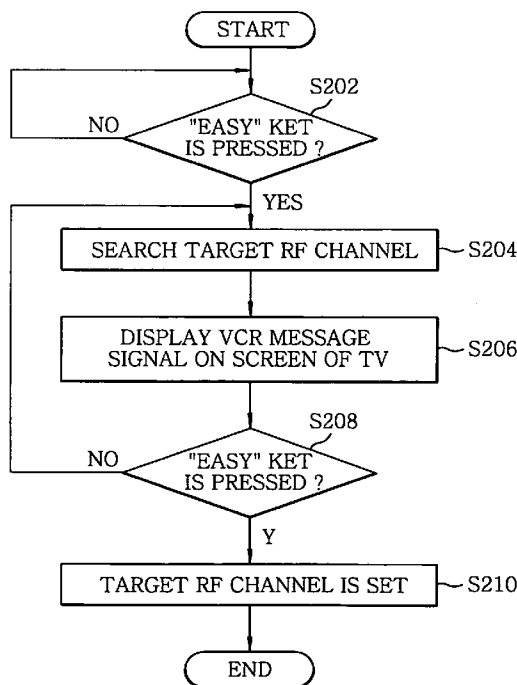 START
S202
NO
"EASY" KET
IS PRESSED ?
YES
SEARCH TARGET RF CHANNEL
S204
DISPLAY VCR MESSAGE
SIGNAL ON SCREEN OF TV
S206
S208
NO
"EASY" KET
IS PRESSED ?
Y
TARGET RF CHANNEL IS SET
S210
END